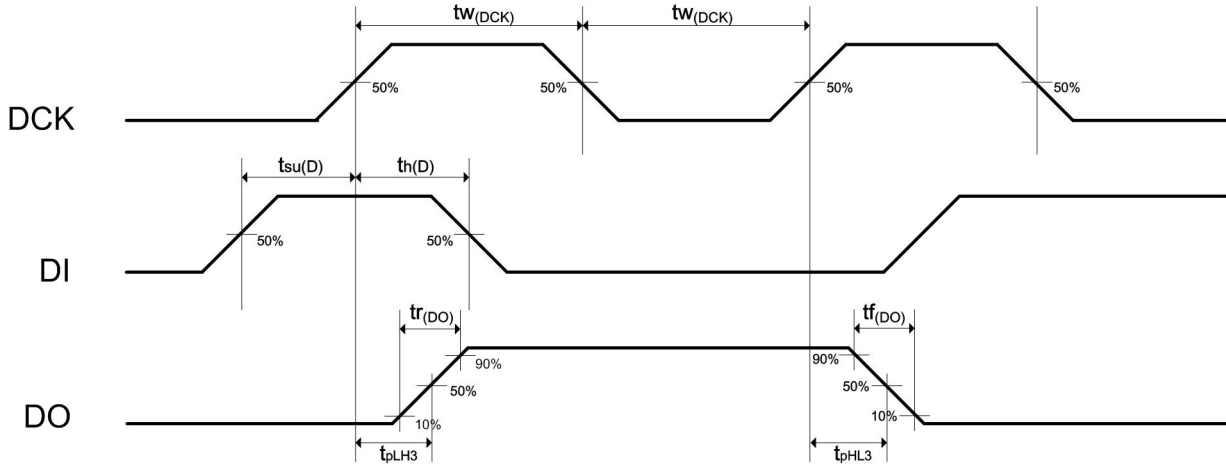 tw(DCK) tw(DCK)
50% 50% 50% 50%
DCK
tsu(D) th(D)
50% 50%
DI
tr(DO) tf(DO)
90% 90%
50% 50%
DO
10% 10%
tpLH3 tpHL3